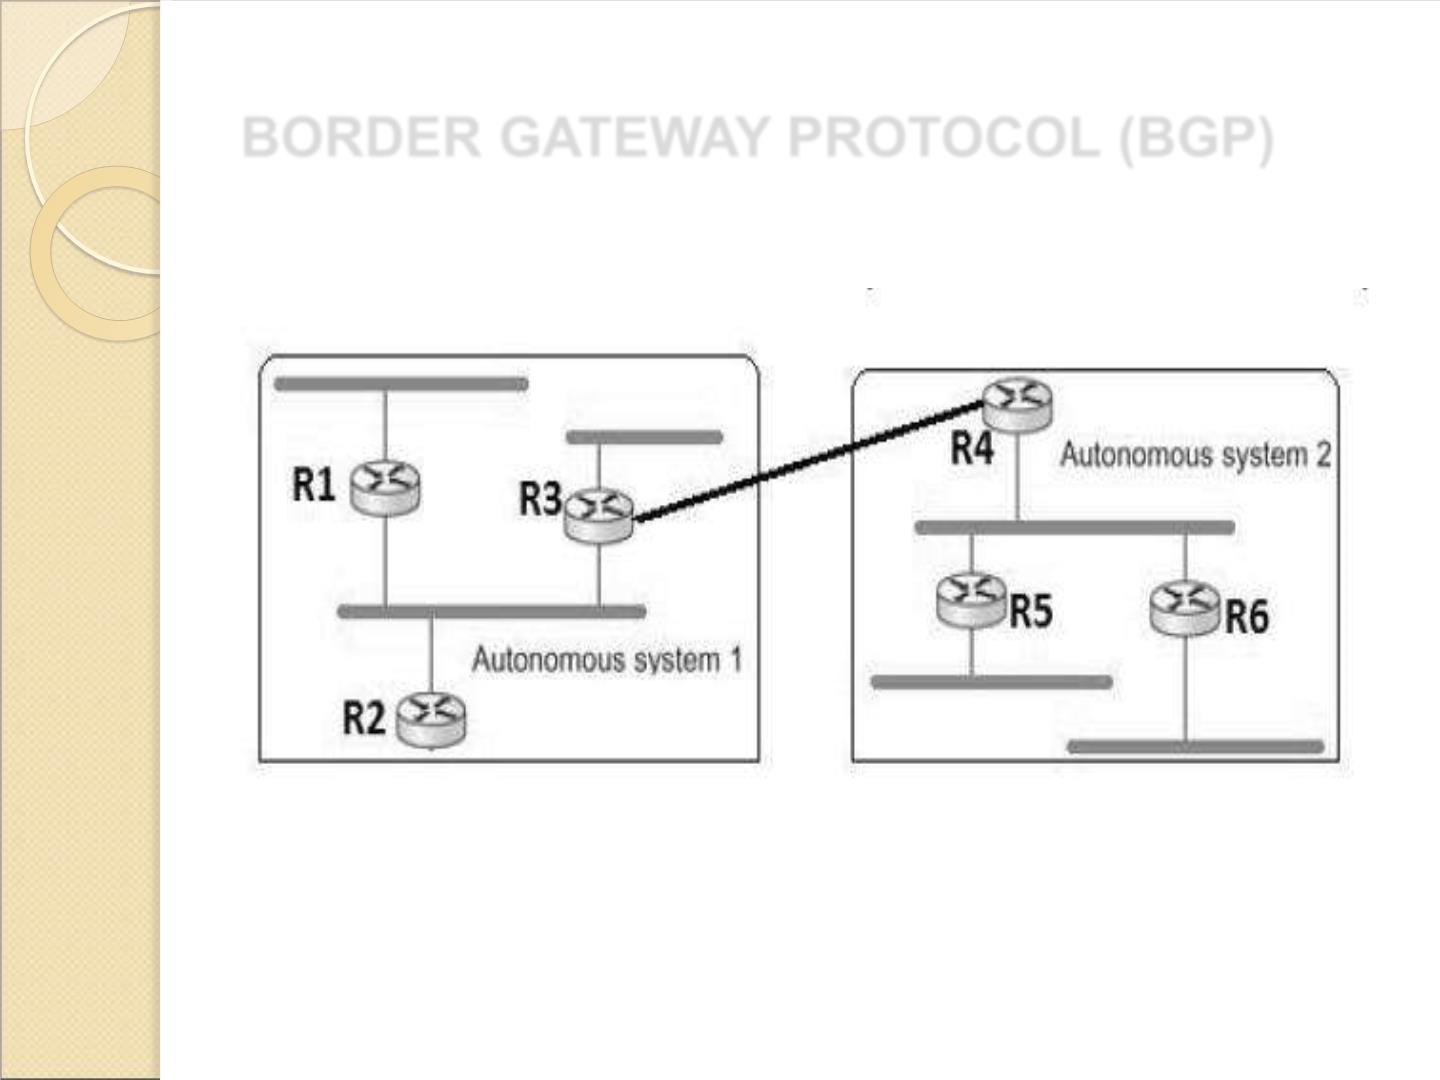 BORDER GATEWAY PROTOCOL (BGP)
R1
R3
R4
Autonomous system 2
R5
R6
Autonomous system 1
R2